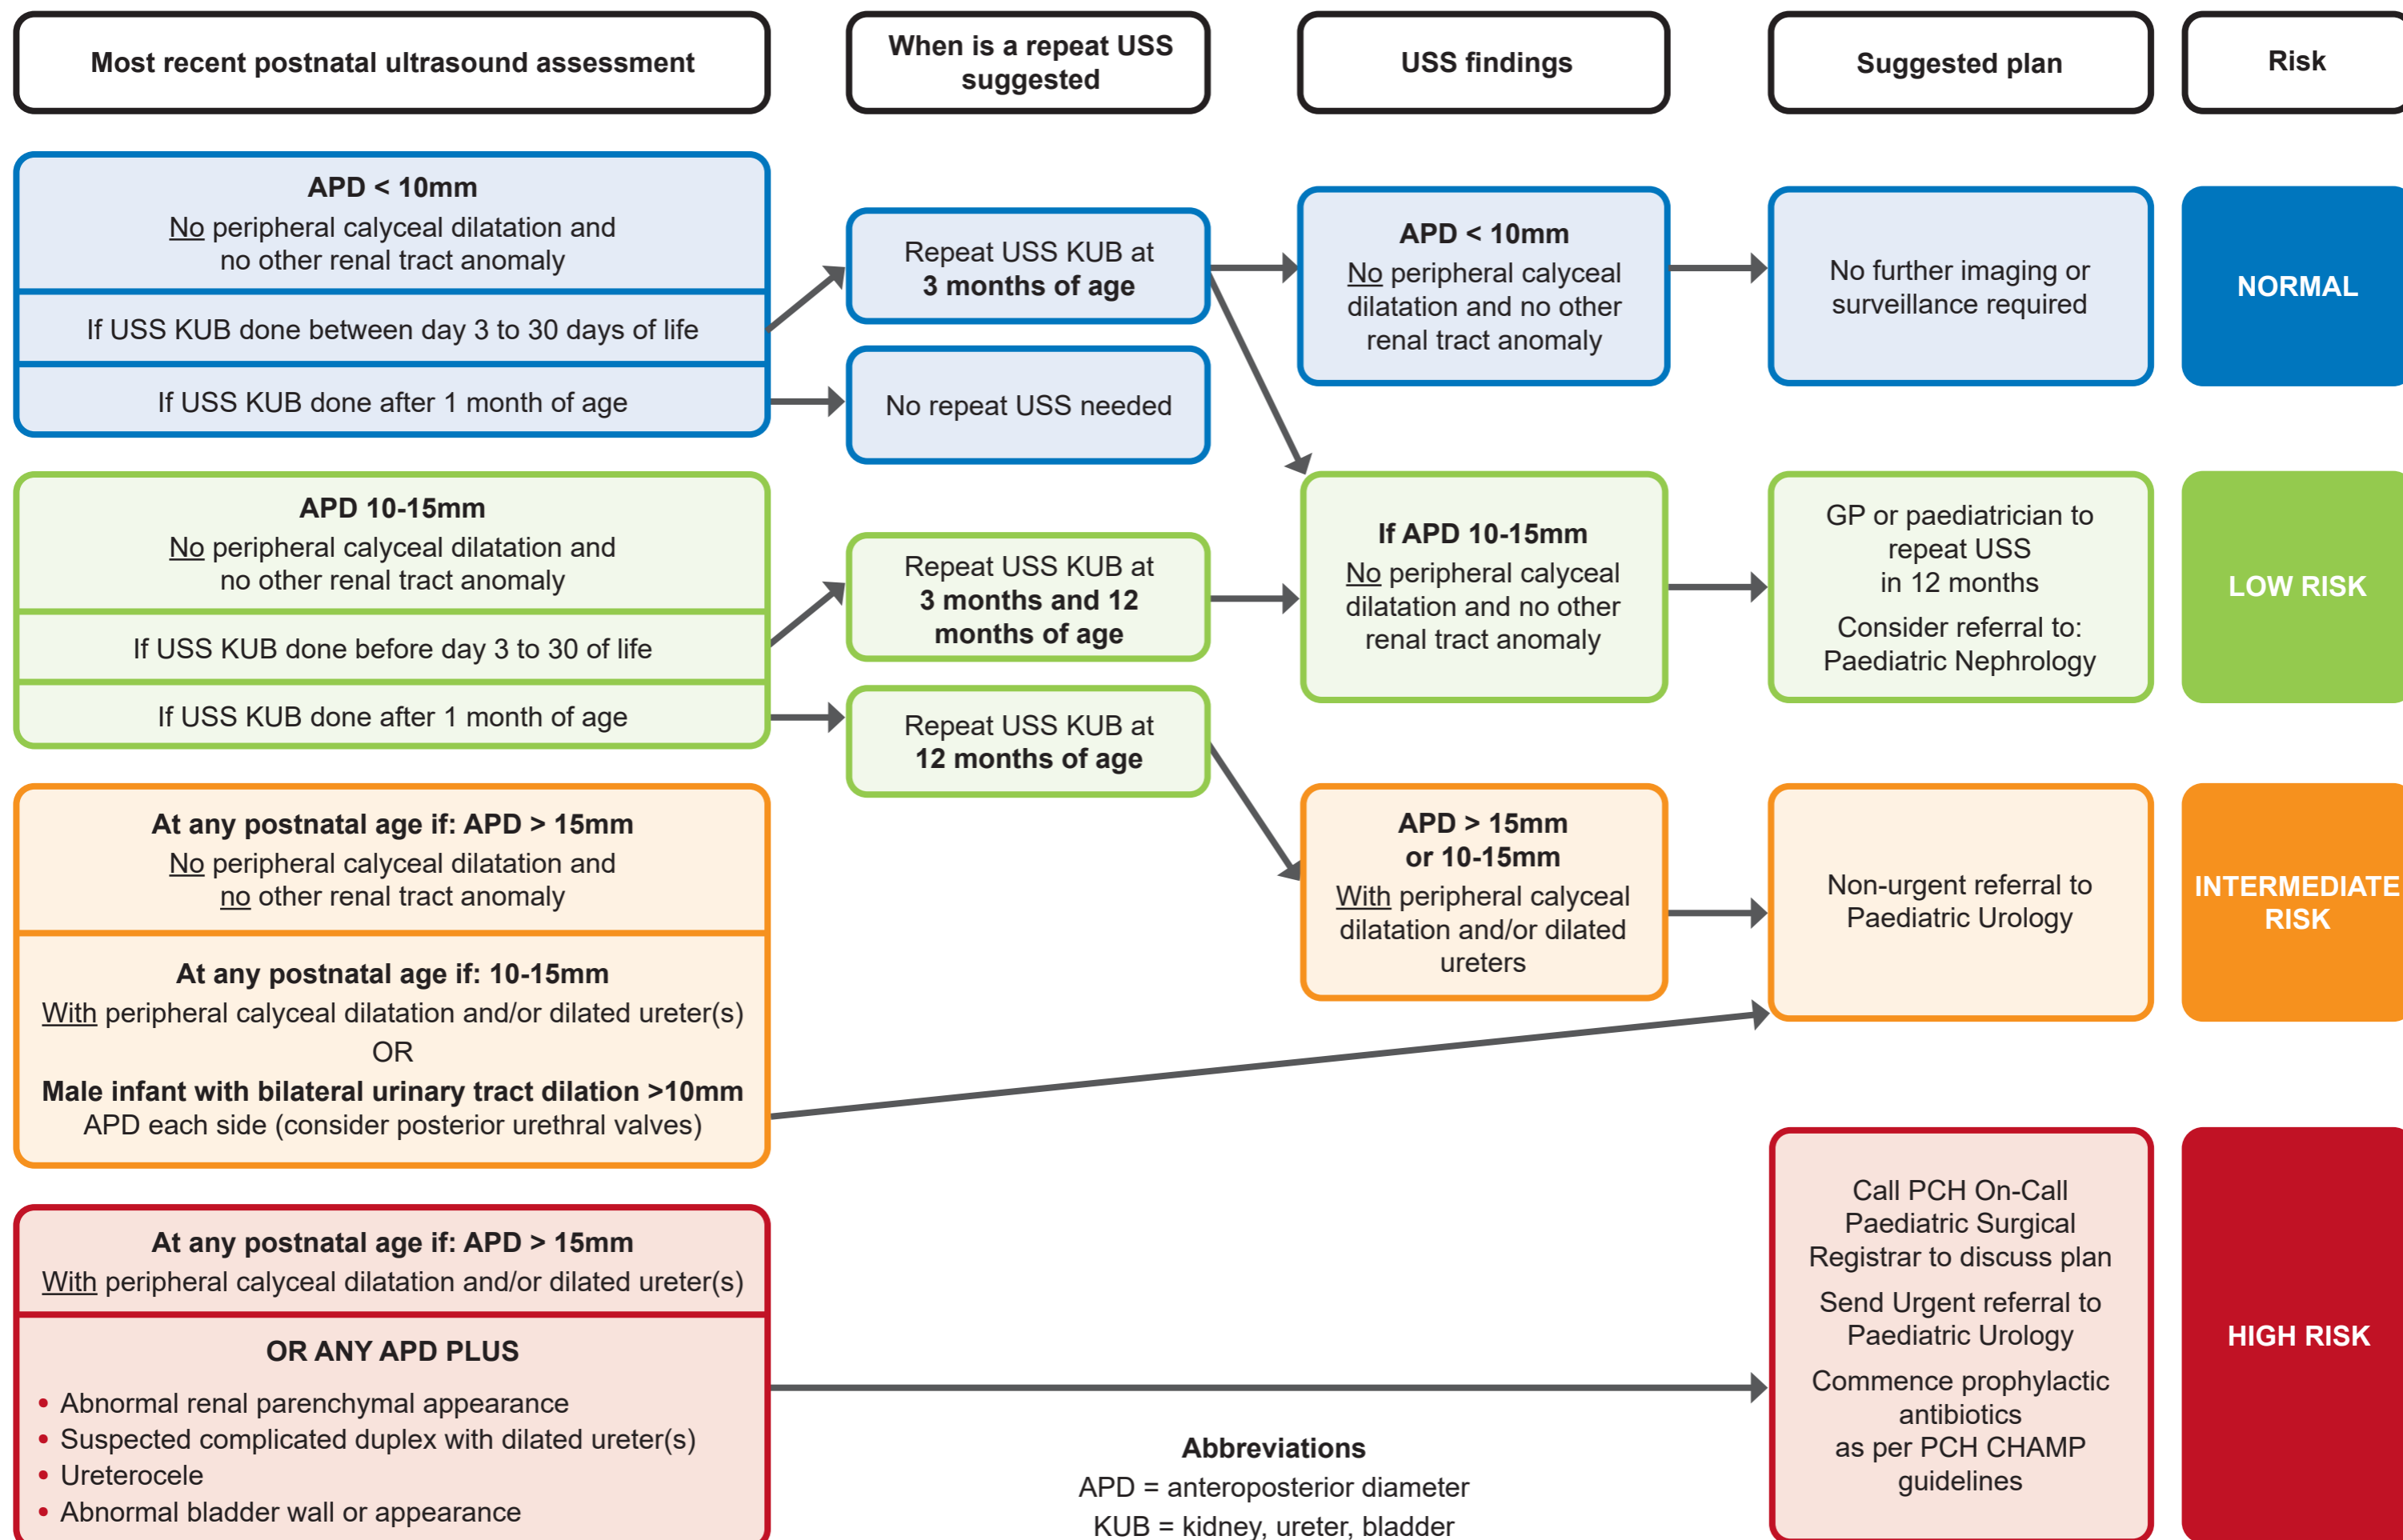 Most recent postnatal ultrasound assessment
When is a repeat USS
suggested
USS findings
Suggested plan
Risk
APD < 10mm
No peripheral calyceal dilatation and
no other renal tract anomaly
If USS KUB done between day 3 to 30 days of life
If USS KUB done after 1 month of age
Repeat USS KUB at
3 months of age
No repeat USS needed
APD < 10mm
No peripheral calyceal
dilatation and no other
renal tract anomaly
No further imaging or
surveillance required
NORMAL
APD 10-15mm
No peripheral calyceal dilatation and
no other renal tract anomaly
If USS KUB done before day 3 to 30 of life
If USS KUB done after 1 month of age
Repeat USS KUB at
3 months and 12
months of age
Repeat USS KUB at
12 months of age
If APD 10-15mm
No peripheral calyceal
dilatation and no other
renal tract anomaly
GP or paediatrician to
repeat USS
in 12 months
Consider referral to:
Paediatric Nephrology
LOW RISK
At any postnatal age if: APD > 15mm
No peripheral calyceal dilatation and
no other renal tract anomaly
At any postnatal age if: 10-15mm
With peripheral calyceal dilatation and/or dilated ureter(s)
OR
Male infant with bilateral urinary tract dilation >10mm
APD each side (consider posterior urethral valves)
APD > 15mm
or 10-15mm
With peripheral calyceal
dilatation and/or dilated
ureters
Non-urgent referral to
Paediatric Urology
INTERMEDIATE
RISK
At any postnatal age if: APD > 15mm
With peripheral calyceal dilatation and/or dilated ureter(s)
OR ANY APD PLUS
• Abnormal renal parenchymal appearance
• Suspected complicated duplex with dilated ureter(s)
• Ureterocele
• Abnormal bladder wall or appearance
Call PCH On-Call
Paediatric Surgical
Registrar to discuss plan
Send Urgent referral to
Paediatric Urology
Commence prophylactic
antibiotics
as per PCH CHAMP
guidelines
HIGH RISK
Abbreviations
APD = anteroposterior diameter
KUB = kidney, ureter, bladder